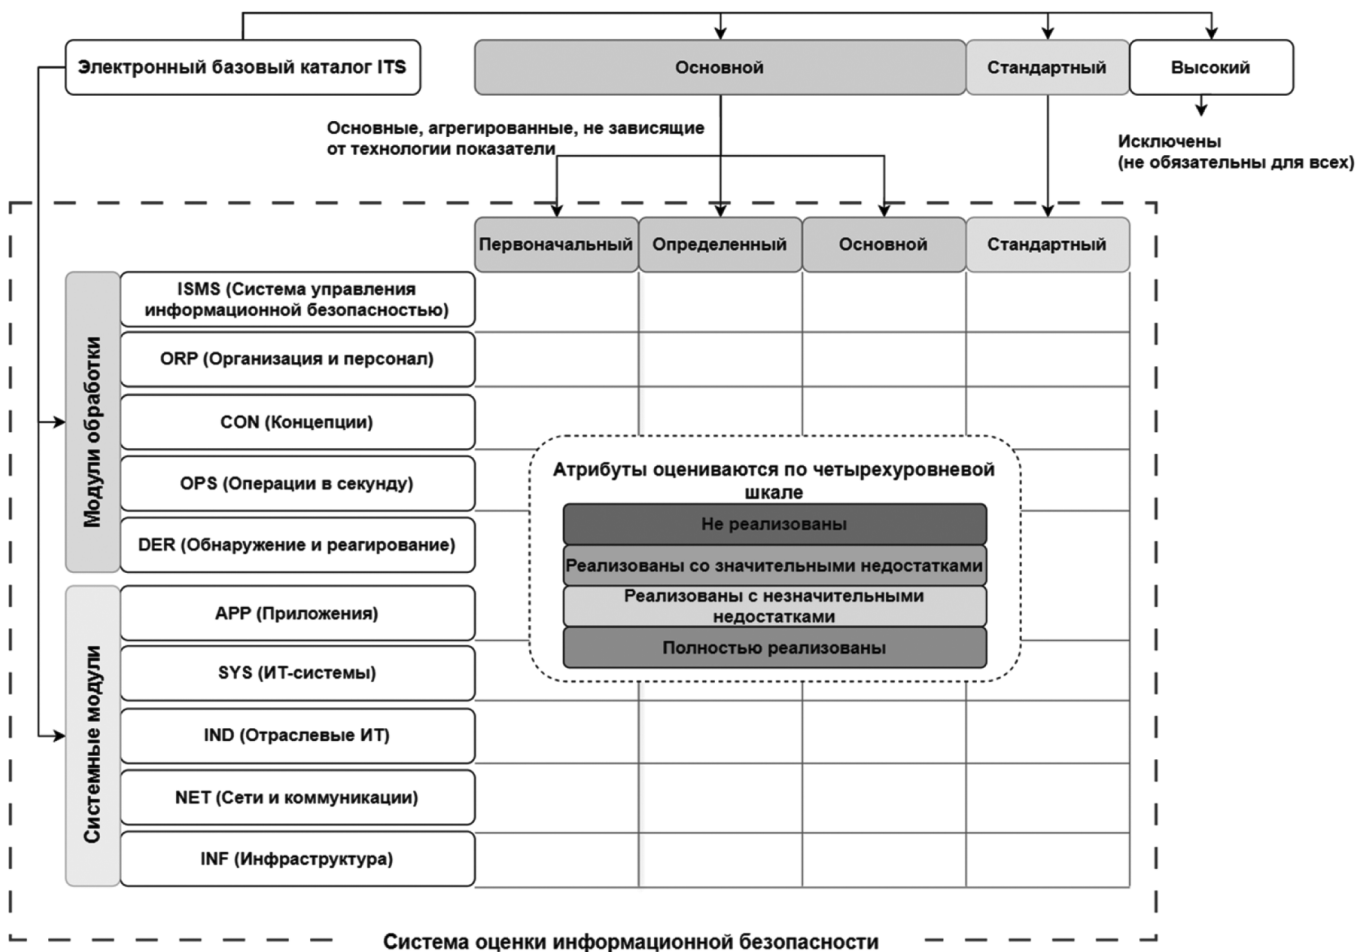 Электронный базовый каталог ITS
Основной
Стандартный
Высокий
Основные, агрегированные, не зависящие
от технологии показатели
Исключены
(не обязательны для всех)
Первоначальный
Определенный
Основной
Стандартный
Модули обработки
ISMS (Система управления
информационной безопасностью)
ORP (Организация и персонал)
CON (Концепции)
OPS (Операции в секунду)
DER (Обнаружение и реагирование)
Системные модули
APP (Приложения)
SYS (ИТ-системы)
IND (Отраслевые ИТ)
NET (Сети и коммуникации)
INF (Инфраструктура)
Атрибуты оцениваются по четырехуровневой
шкале
Не реализованы
Реализованы со значительными недостатками
Реализованы с незначительными
недостатками
Полностью реализованы
Система оценки информационной безопасности